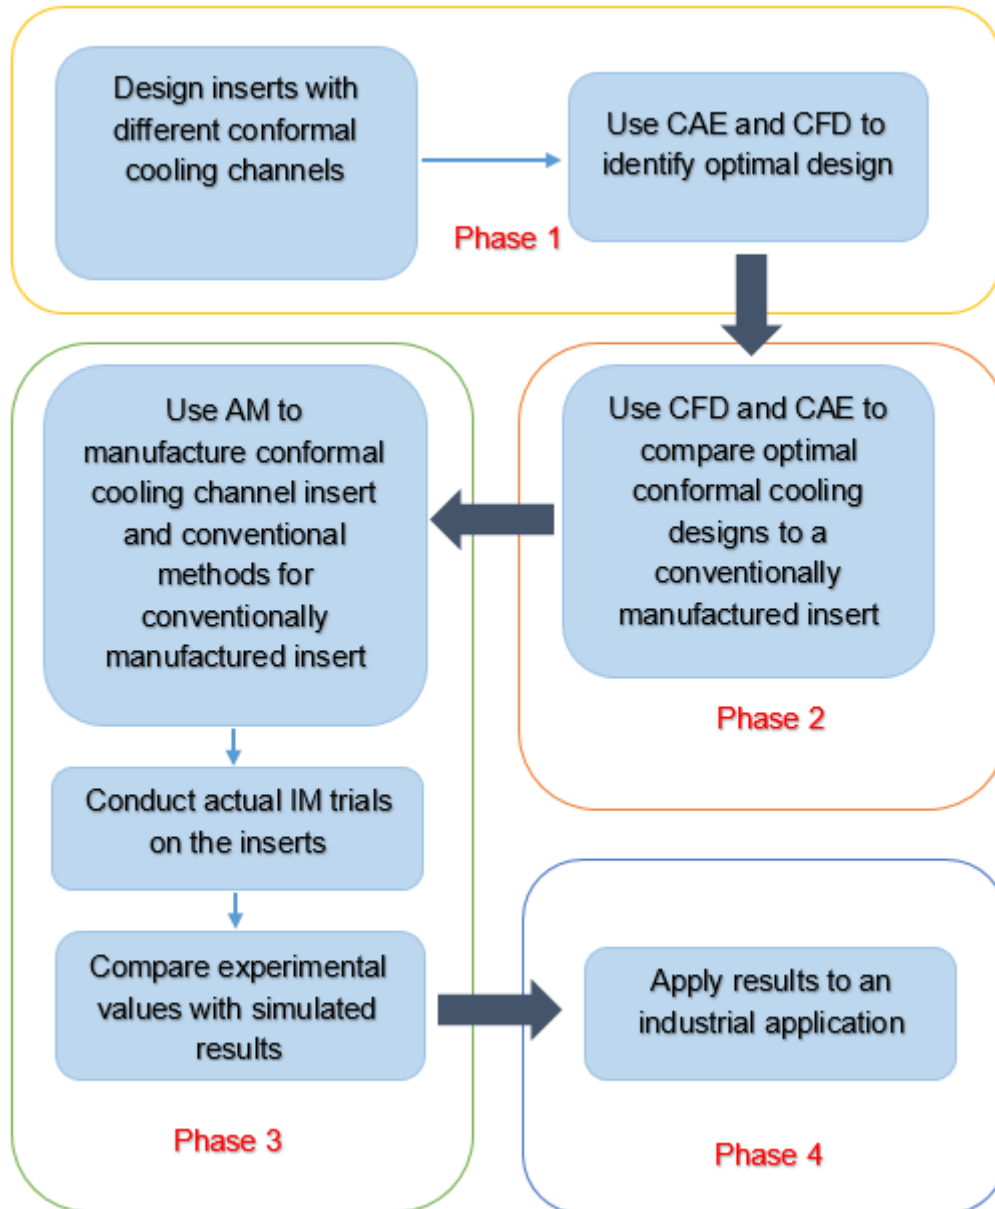 Design inserts with
different conformal
cooling channels
Use CAE and CFD to
identify optimal design
Phase 1
Use CFD and CAE to
compare optimal
conformal cooling
designs to a
conventionally
manufactured insert
Phase 2
Use AM to
manufacture conformal
cooling channel insert
and conventional
methods for
conventionally
manufactured insert
Conduct actual IM trials
on the inserts
Compare experimental
values with simulated
results
Phase 3
Apply results to an
industrial application
Phase 4